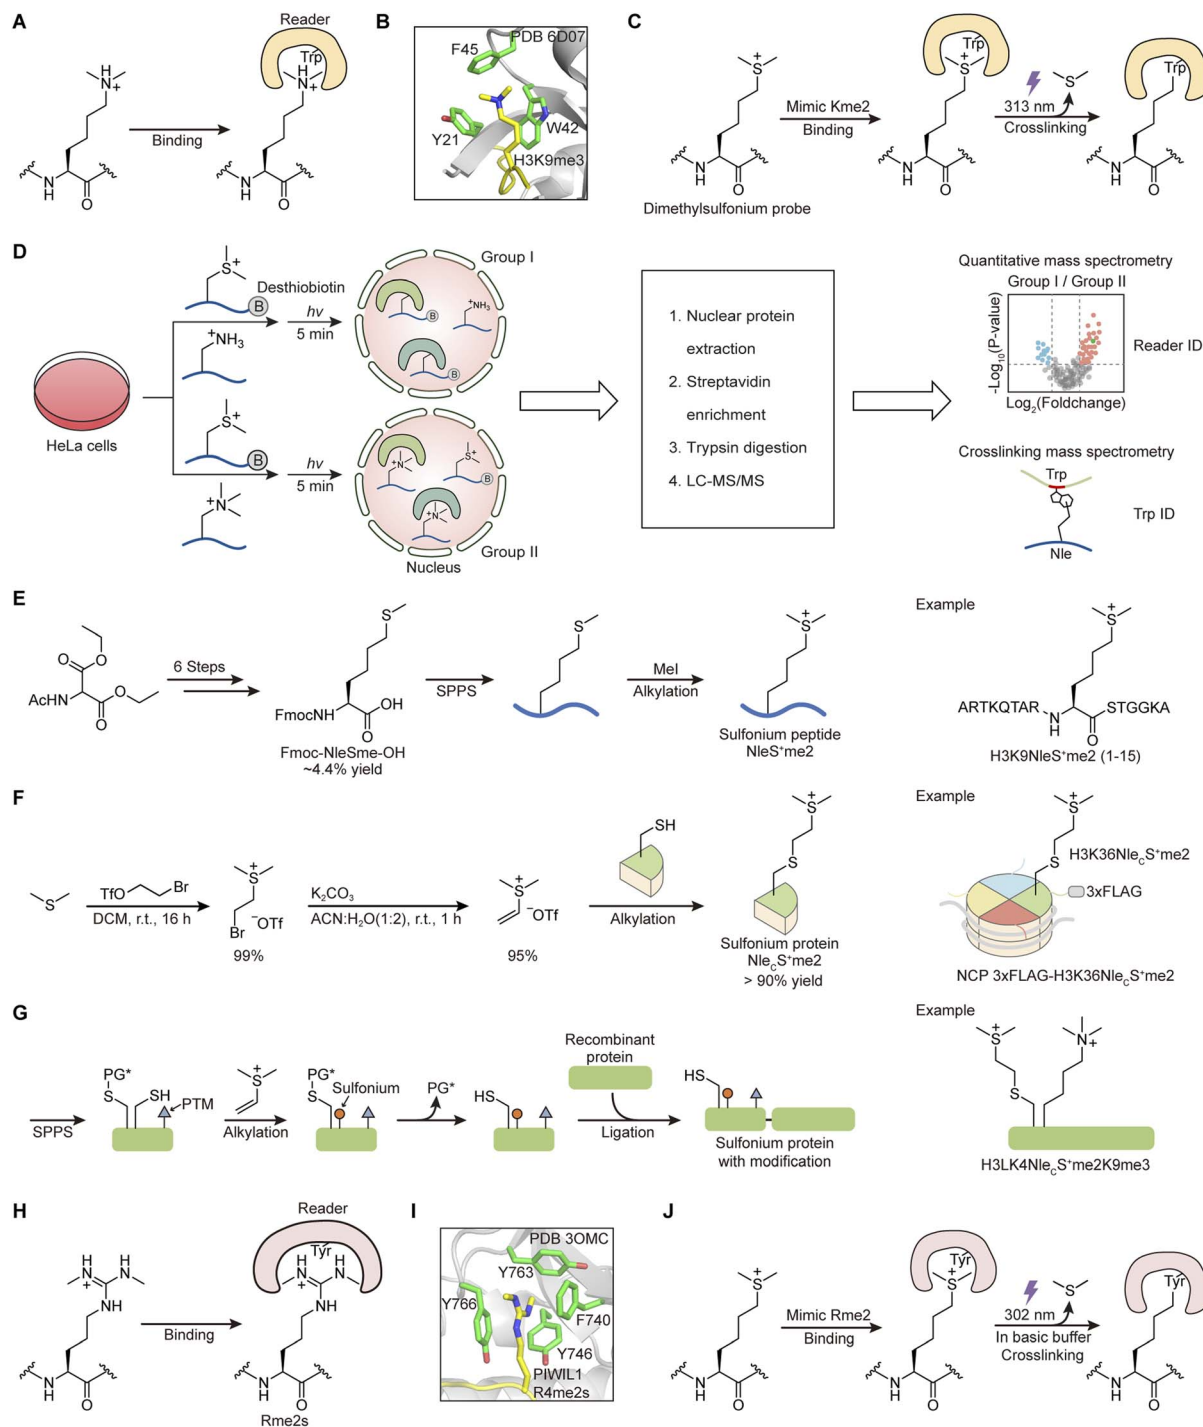 A
Reader
Trp
H
N
+
H
N
+
Binding
N
H
O
N
H
O
B
PDB 6D07
F45
Y21
W42
H3K9me3
C
S
+
Trp
S
+
Trp
S
Mimic Kme2
Binding
313 nm
Crosslinking
N
H
O
N
H
O
N
H
O
Dimethylsulfonium probe
D
HeLa cells
S
+
B
Desthiobiotin
+
NH3
hv
5 min
S
+
B
+
N
hv
5 min
Group I
B
+
NH3
B
+
N
S
+
B
+
N
Group II
Nucleus
1. Nuclear protein
extraction
2. Streptavidin
enrichment
3. Trypsin digestion
4. LC-MS/MS
Quantitative mass spectrometry
Group I / Group II
-Log10(P-value)
Log2(Foldchange)
Reader ID
Crosslinking mass spectrometry
Trp
Nle
Trp ID
E
O
O
AcHN
O
O
6 Steps
S
FmocHN
OH
O
Fmoc-NleSme-OH
~4.4% yield
SPPS
S
MeI
Alkylation
S
+
Sulfonium peptide
NleS+me2
Example
S
+
ARTKQTAR
N
H
O
STGGKA
H3K9NleS+me2 (1-15)
F
S
TfO
Br
DCM, r.t., 16 h
S
+
Br
−OTf
99%
K2CO3
ACN:H2O(1:2), r.t., 1 h
S
+
−OTf
95%
SH
Alkylation
S
+
S
Sulfonium protein
NlecS+me2
> 90% yield
Example
S
+
S
H3K36NlecS+me2
3xFLAG
NCP 3xFLAG-H3K36NlecS+me2
G
SPPS
PG*
S
SH
PTM
S
+
Alkylation
PG*
S
Sulfonium
PG*
HS
Recombinant
protein
Ligation
HS
Sulfonium protein
with modification
Example
S
+
S
N
+
H3LK4NlecS+me2K9me3
H
H
N
+
H
N
NH
N
H
O
Binding
Reader
Tyr
H
N
+
H
N
NH
N
H
O
Rme2s
I
PDB 3OMC
Y763
Y766
F740
Y746
PIWIL1
R4me2s
J
S
+
N
H
O
Mimic Rme2
Binding
Tyr
S
+
N
H
O
S
302 nm
In basic buffer
Crosslinking
Tyr
N
H
O